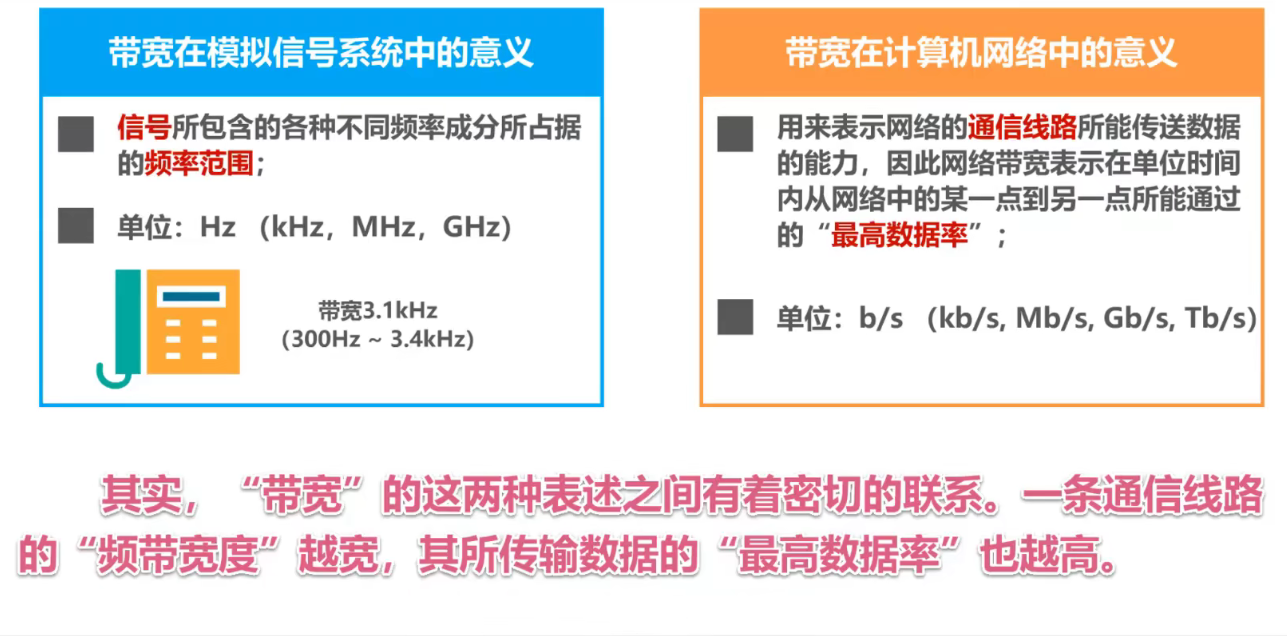 带宽在模拟信号系统中的意义
信号所包含的各种不同频率成分所占据
的频率范围；
单位：Hz （kHz，MHz，GHz）
带宽3.1kHz
(300Hz ~ 3.4kHz)
带宽在计算机网络中的意义
用来表示网络的通信线路所能传送数据
的能力，因此网络带宽表示在单位时间
内从网络中的某一点到另一点所能通过
的“最高数据率”；
单位：b/s （kb/s, Mb/s, Gb/s, Tb/s)
其实，“带宽”的这两种表述之间有着密切的联系。一条通信线路
的“频带宽度”越宽，其所传输数据的“最高数据率”也越高。